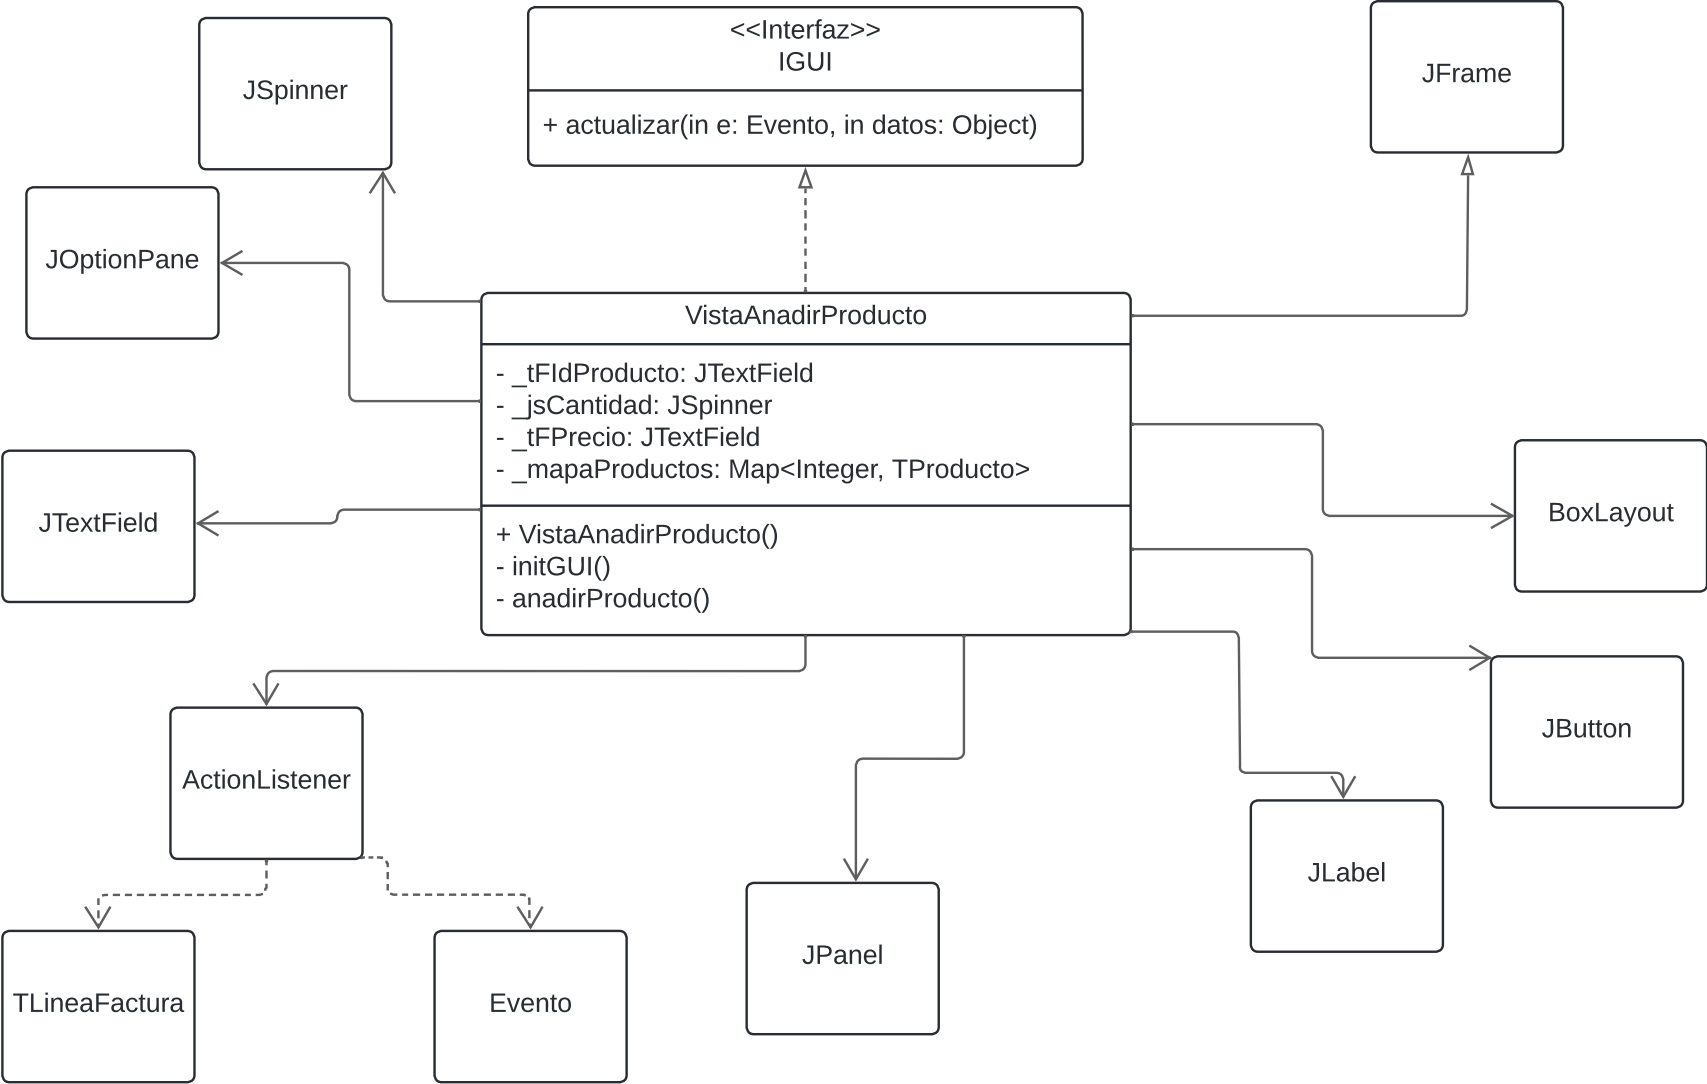 <<Interfaz>>
IGUI
+ actualizar(in e: Evento, in datos: Object)
JFrame
JSpinner
JOptionPane
VistaAnadirProducto
- _tFIdProducto: JTextField
- _jsCantidad: JSpinner
- _tFPrecio: JTextField
- _mapaProductos: Map<Integer, TProducto>
+ VistaAnadirProducto()
- initGUI()
- anadirProducto()
JTextField
BoxLayout
JButton
ActionListener
JLabel
JPanel
TLineaFactura
Evento